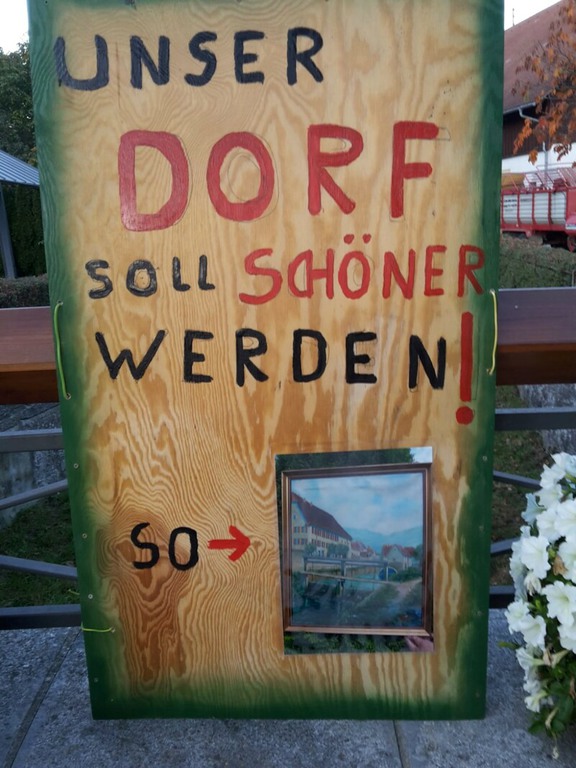 UNSER
DORF
SOLL SCHÖNER
WERDEN!
SO →